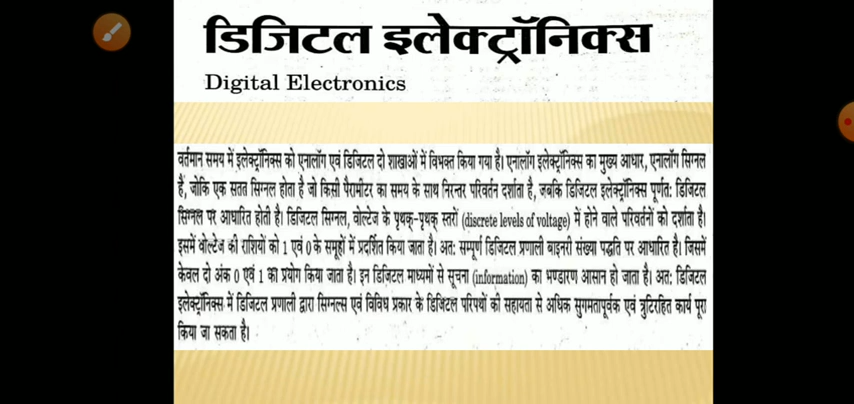 डिजिटल इलेक्ट्रॉनिक्स
Digital Electronics
वर्तमान समय में इलेक्ट्रॉनिक्स को एनालॉग एवं डिजिटल दो शाखाओं में विभक्त किया गया है। एनालॉग इलेक्ट्रॉनिक्स का मुख्य आधार, एनालॉग सिग्नल
है, जोकि एक सतत सिग्नल होता है जो किसी पैरामीटर का समय के साथ निरन्तर परिवर्तन दर्शाता है, जबकि डिजिटल इलेक्ट्रॉनिक्स पूर्णत: डिजिटल
सिग्नल पर आधारित होती है। डिजिटल सिग्नल, वोल्टेज के पृथक्-पृथक् स्तरों (discrete levels of voltage) में होने वाले परिवर्तनों को दर्शाता है।
इसमें वोल्टेज की राशियों को 1 एवं 0 के समूहों में प्रदर्शित किया जाता है। अत: सम्पूर्ण डिजिटल प्रणाली बाइनरी संख्या पद्धति पर आधारित है। जिसमें
केवल दो अंक 0 एवं 1 का प्रयोग किया जाता है। इन डिजिटल माध्यमों से सूचना (information) का भण्डारण आसान हो जाता है। अत: डिजिटल
इलेक्ट्रॉनिक्स में डिजिटल प्रणाली द्वारा सिग्नल्स एवं विविध प्रकार के डिजिटल परिपथों की सहायता से अधिक सुगमतापूर्वक एवं त्रुटिरहित कार्य पूरा
किया जा सकता है।